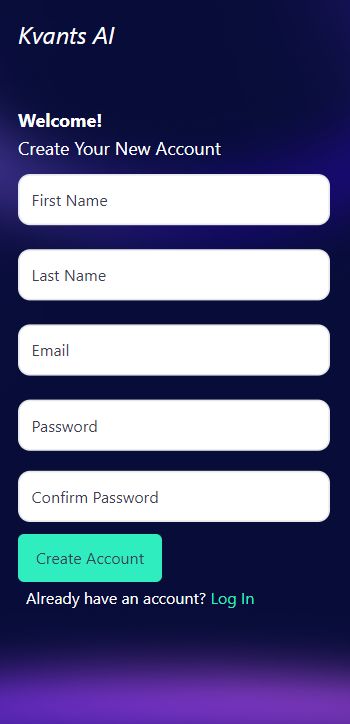 Kvants AI
Welcome!
Create Your New Account
First Name
Last Name
Email
Password
Confirm Password
Create Account
Already have an account? Log In